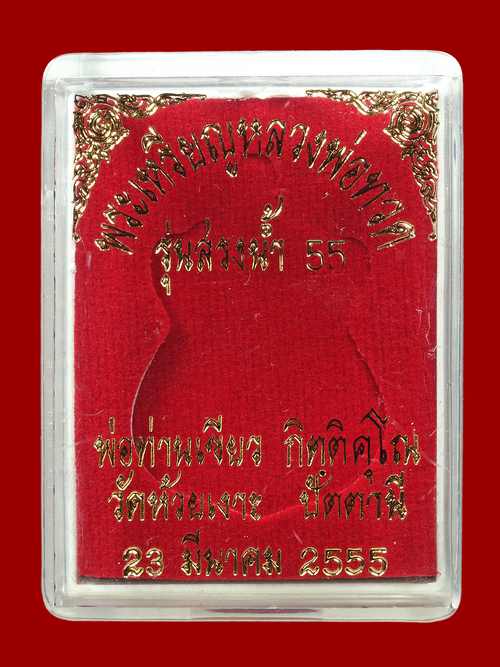 พระเหรียญหลวงพ่อทวด
รุ่นสรงน้ำ 55
พ่อท่านเขียว กิตฺติคุโณ
วัดห้วยเงาะ ปัตตานี
23 มีนาคม 2555